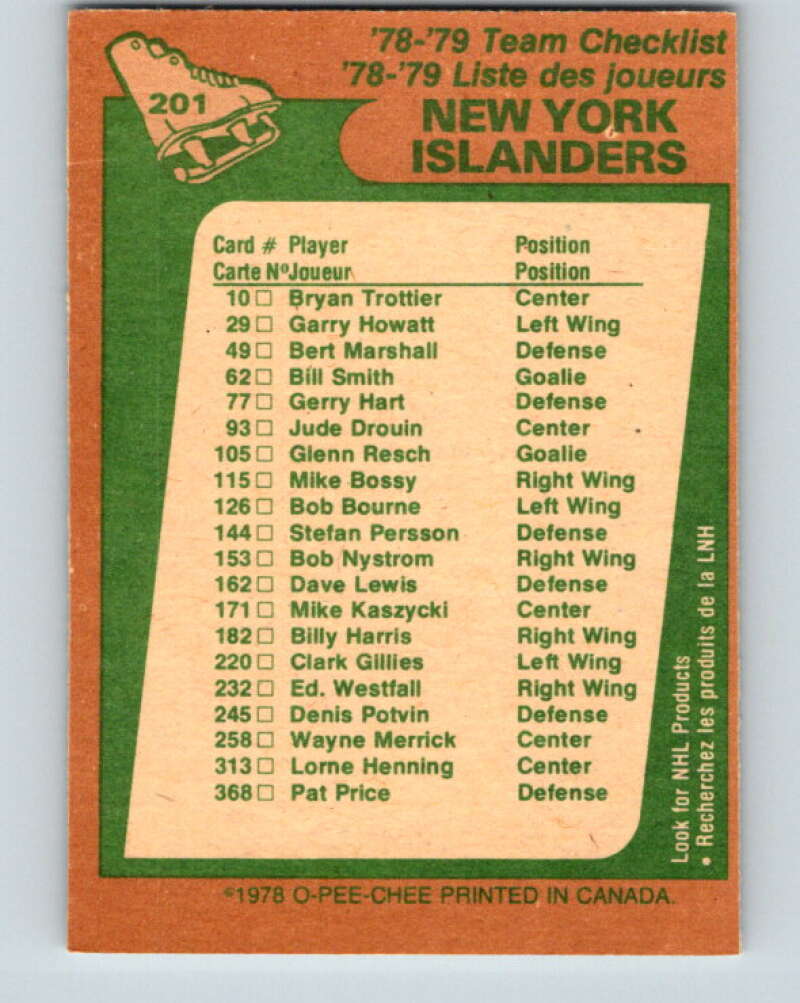 201
'78-'79 Team Checklist
'78-'79 Liste des joueurs
NEW YORK
ISLANDERS
Card # Player Position
Carte Nº Joueur Position
10 □ Bryan Trottier Center
29 □ Garry Howatt Left Wing
49 □ Bert Marshall Defense
62 □ Bill Smith Goalie
77 □ Gerry Hart Defense
93 □ Jude Drouin Center
105 □ Glenn Resch Goalie
115 □ Mike Bossy Right Wing
126 □ Bob Bourne Left Wing
144 □ Stefan Persson Defense
153 □ Bob Nystrom Right Wing
162 □ Dave Lewis Defense
171 □ Mike Kaszycki Center
182 □ Billy Harris Right Wing
220 □ Clark Gillies Left Wing
232 □ Ed. Westfall Right Wing
245 □ Denis Potvin Defense
258 □ Wayne Merrick Center
313 □ Lorne Henning Center
368 □ Pat Price Defense
Look for NHL Products
• Recherchez les produits de la LNH
©1978 O-PEE-CHEE PRINTED IN CANADA.